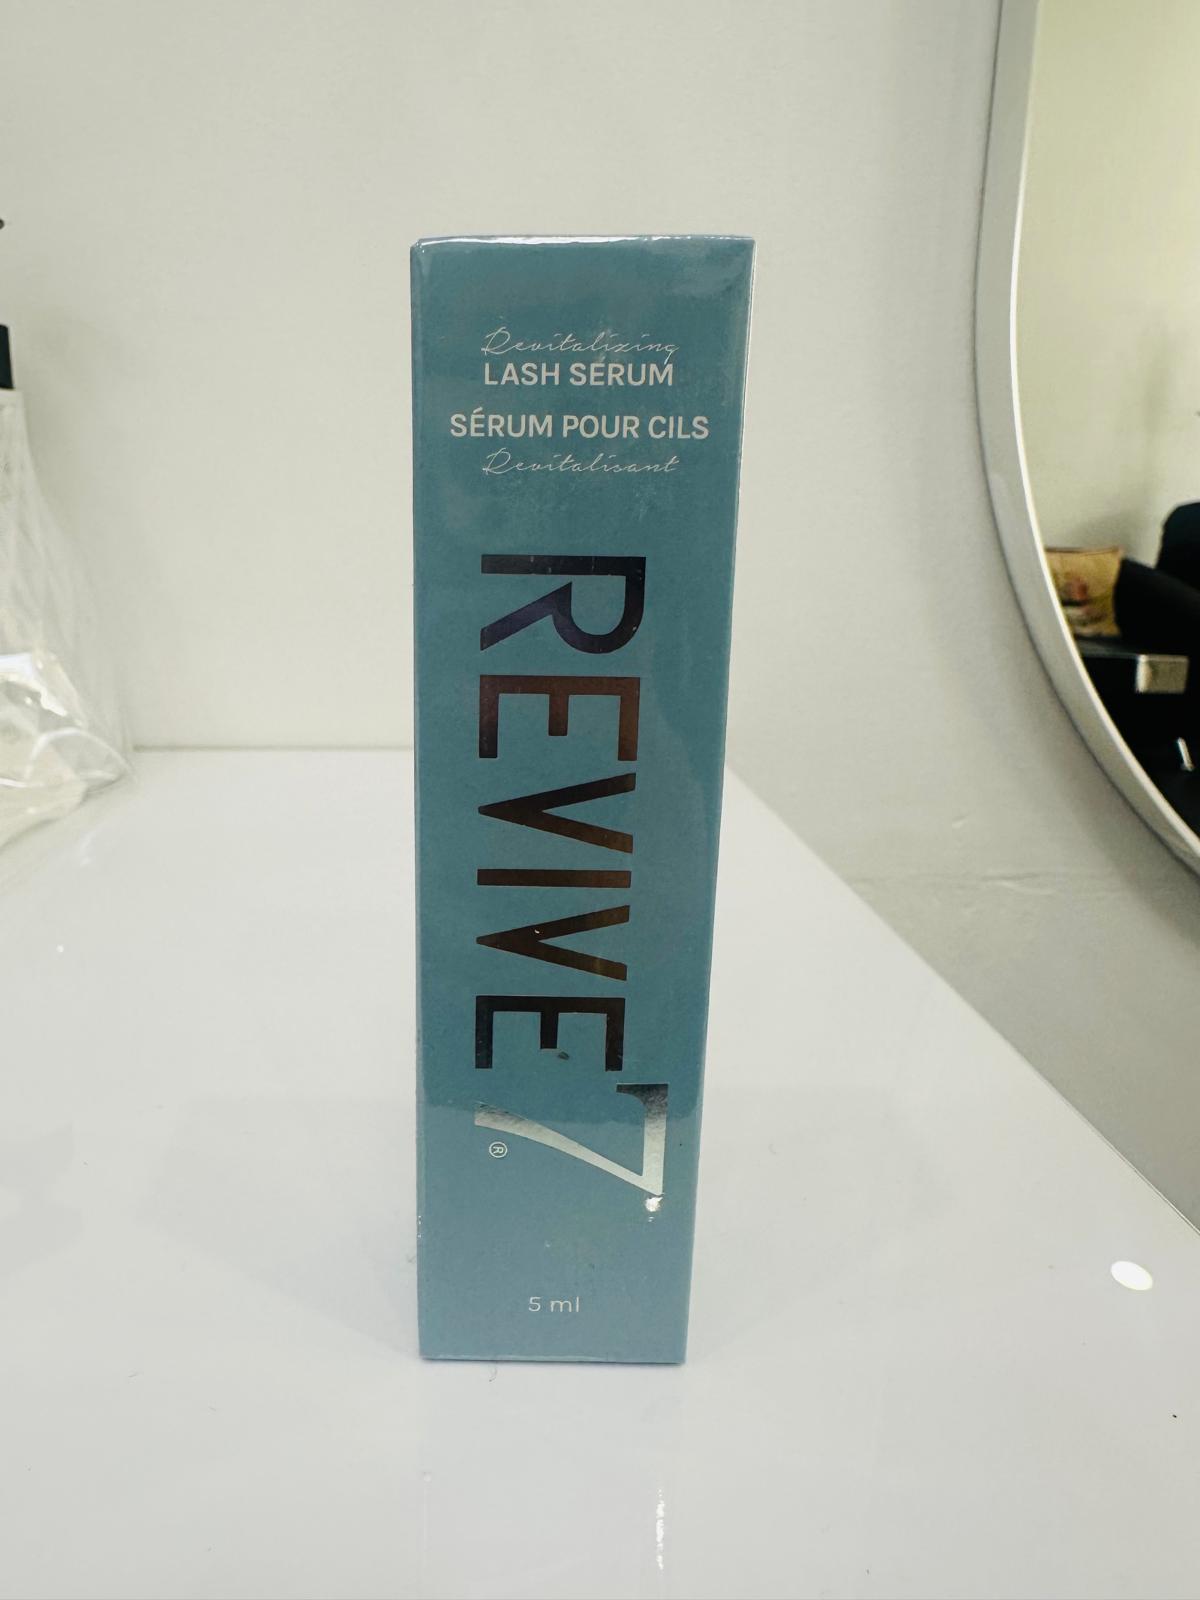 Revitalizing
LASH SERUM
SÉRUM POUR CILS
Revitalisant
REVIVE7®
5 ml